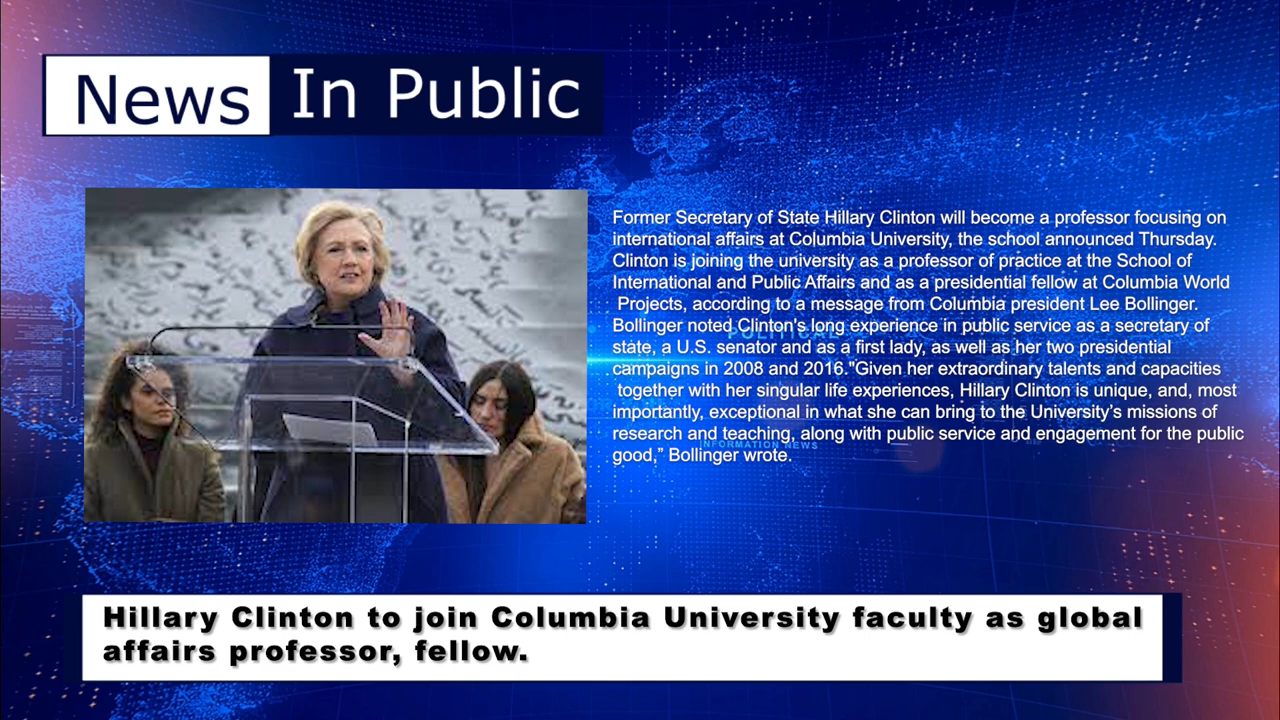 News In Public
Former Secretary of State Hillary Clinton will become a professor focusing on
international affairs at Columbia University, the school announced Thursday.
Clinton is joining the university as a professor of practice at the School of
International and Public Affairs and as a presidential fellow at Columbia World
Projects, according to a message from Columbia president Lee Bollinger.
Bollinger noted Clinton's long experience in public service as a secretary of
POLITICAL
state, a U.S. senator and as a first lady, as well as her two presidential
campaigns in 2008 and 2016."Given her extraordinary talents and capacities
together with her singular life experiences, Hillary Clinton is unique, and, most
importantly, exceptional in what she can bring to the University's missions of
research and teaching, along with public service and engagement for the public
INFORMATION NEWS
good,” Bollinger wrote.
Hillary Clinton to join Columbia University faculty as global
affairs professor, fellow.